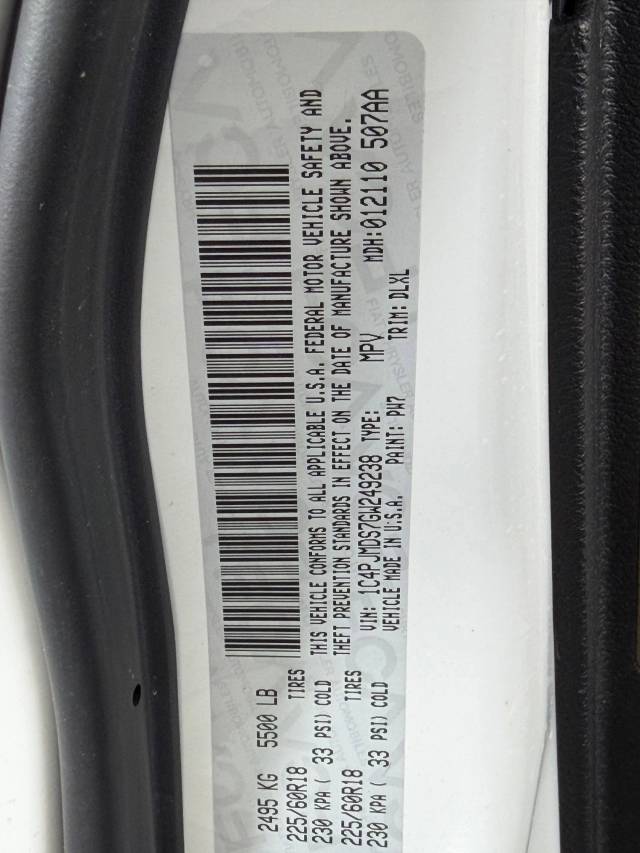 2495 KG 5500 LB
225/60R18 TIRES
230 KPA ( 33 PSI) COLD
225/60R18 TIRES
230 KPA ( 33 PSI) COLD
THIS VEHICLE CONFORMS TO ALL APPLICABLE U.S.A. FEDERAL MOTOR VEHICLE SAFETY AND
THEFT PREVENTION STANDARDS IN EFFECT ON THE DATE OF MANUFACTURE SHOWN ABOVE.
VIN: 1C4PJMDS7GW249238 TYPE: MPV MDH:012110 507AA
VEHICLE MADE IN U.S.A. PAINT: PW7 TRIM: DLXL